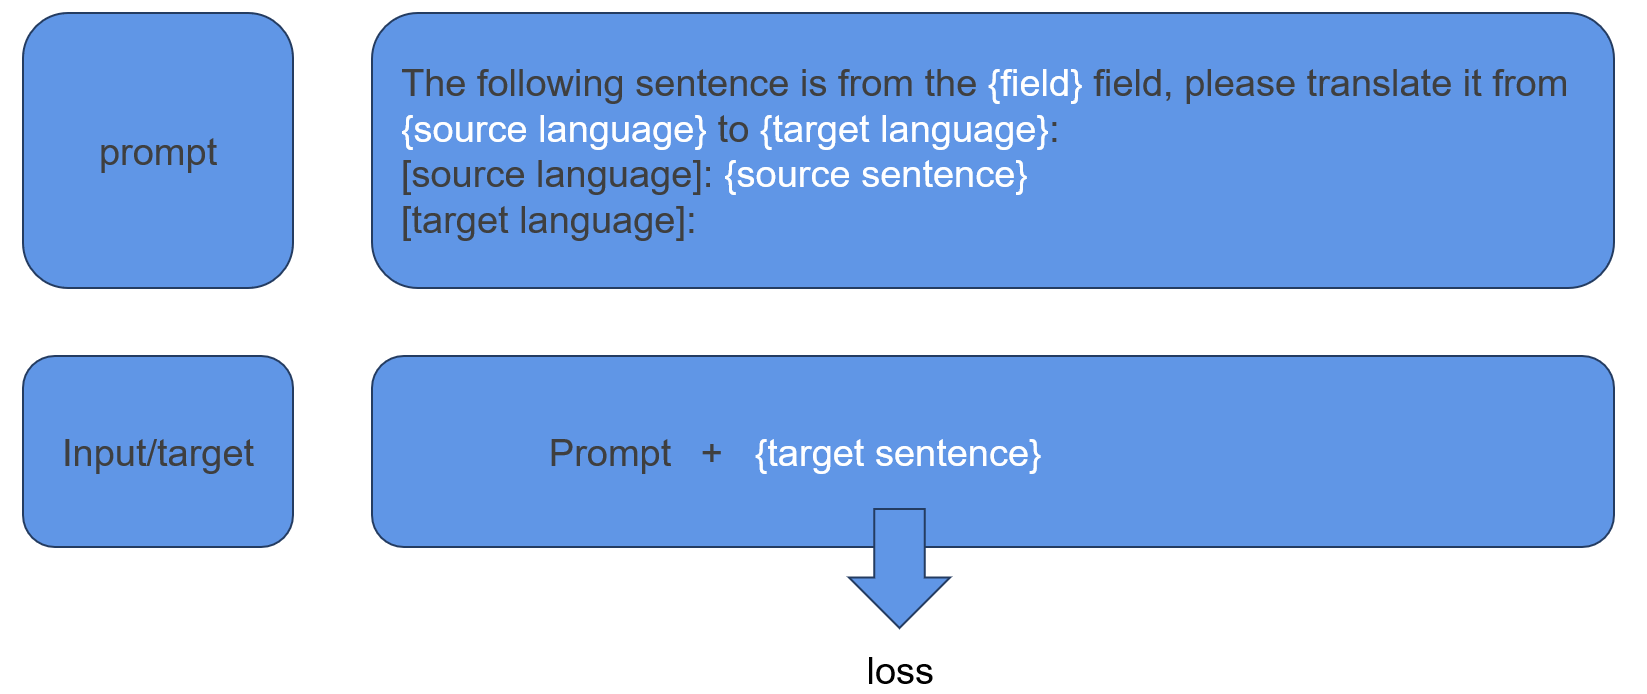 prompt
The following sentence is from the {field} field, please translate it from
{source language} to {target language}:
[source language]: {source sentence}
[target language]:
Input/target
Prompt + {target sentence}
loss